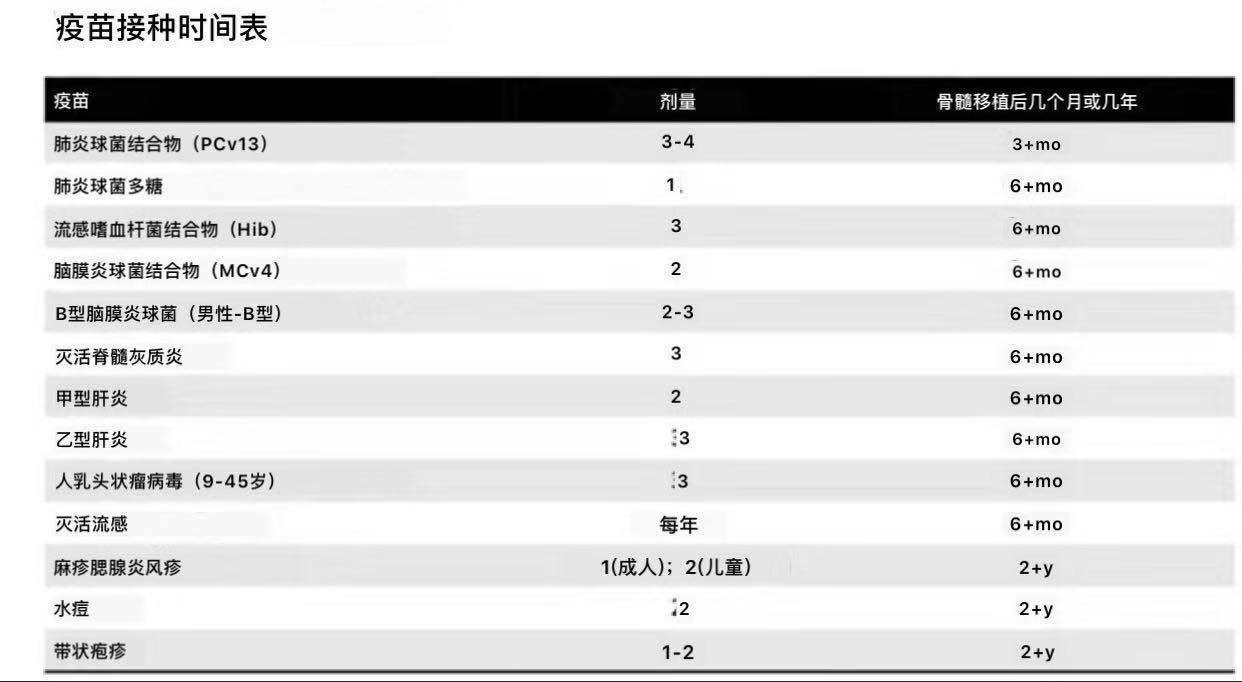 疫苗接种时间表
疫苗 剂量 骨髓移植后几个月或几年
肺炎球菌结合物（PCv13） 3-4 3+mo
肺炎球菌多糖 1 6+mo
流感嗜血杆菌结合物（Hib） 3 6+mo
脑膜炎球菌结合物（MCv4） 2 6+mo
B型脑膜炎球菌（男性-B型） 2-3 6+mo
灭活脊髓灰质炎 3 6+mo
甲型肝炎 2 6+mo
乙型肝炎 3 6+mo
人乳头状瘤病毒（9-45岁） 3 6+mo
灭活流感 每年 6+mo
麻疹腮腺炎风疹 1(成人)；2(儿童) 2+y
水痘 2 2+y
带状疱疹 1-2 2+y